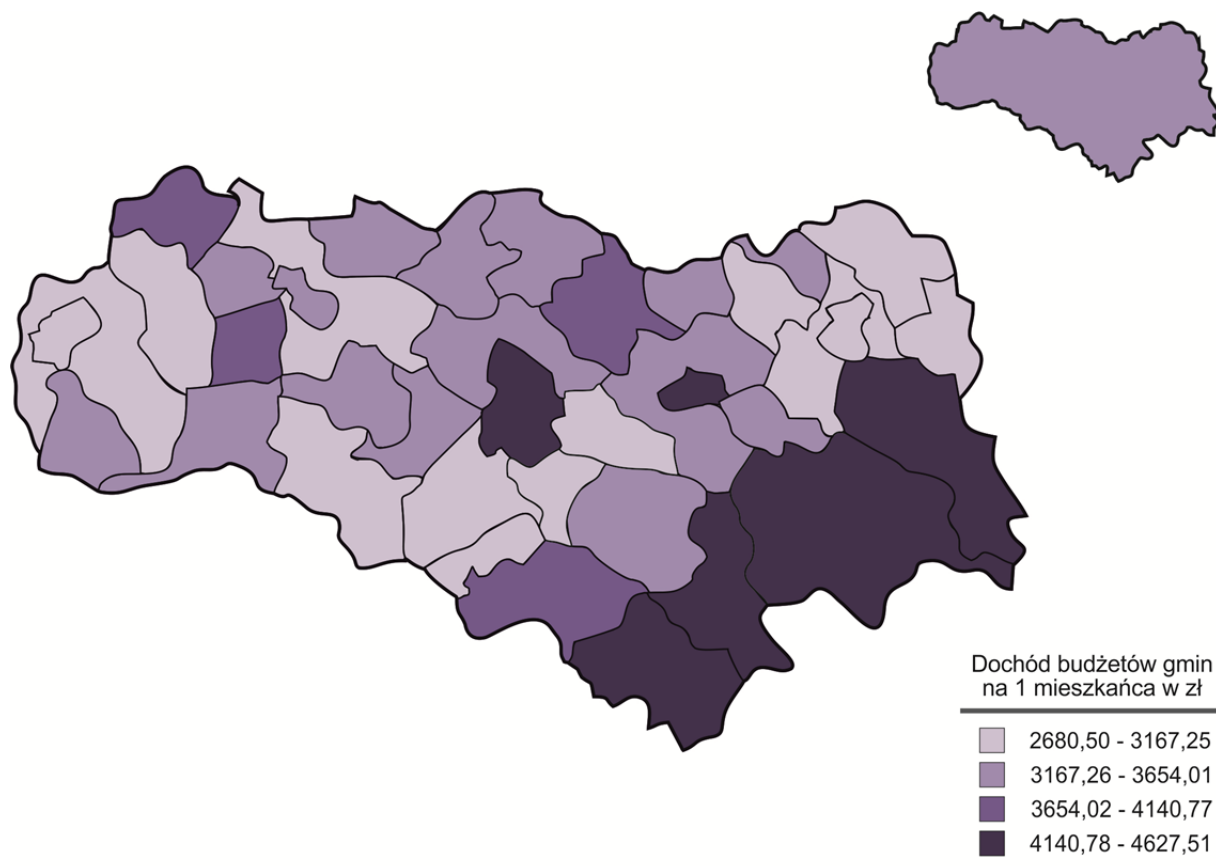 Dochód budżetów gmin
na 1 mieszkańca w zł
2680,50 - 3167,25
3167,26 - 3654,01
3654,02 - 4140,77
4140,78 - 4627,51